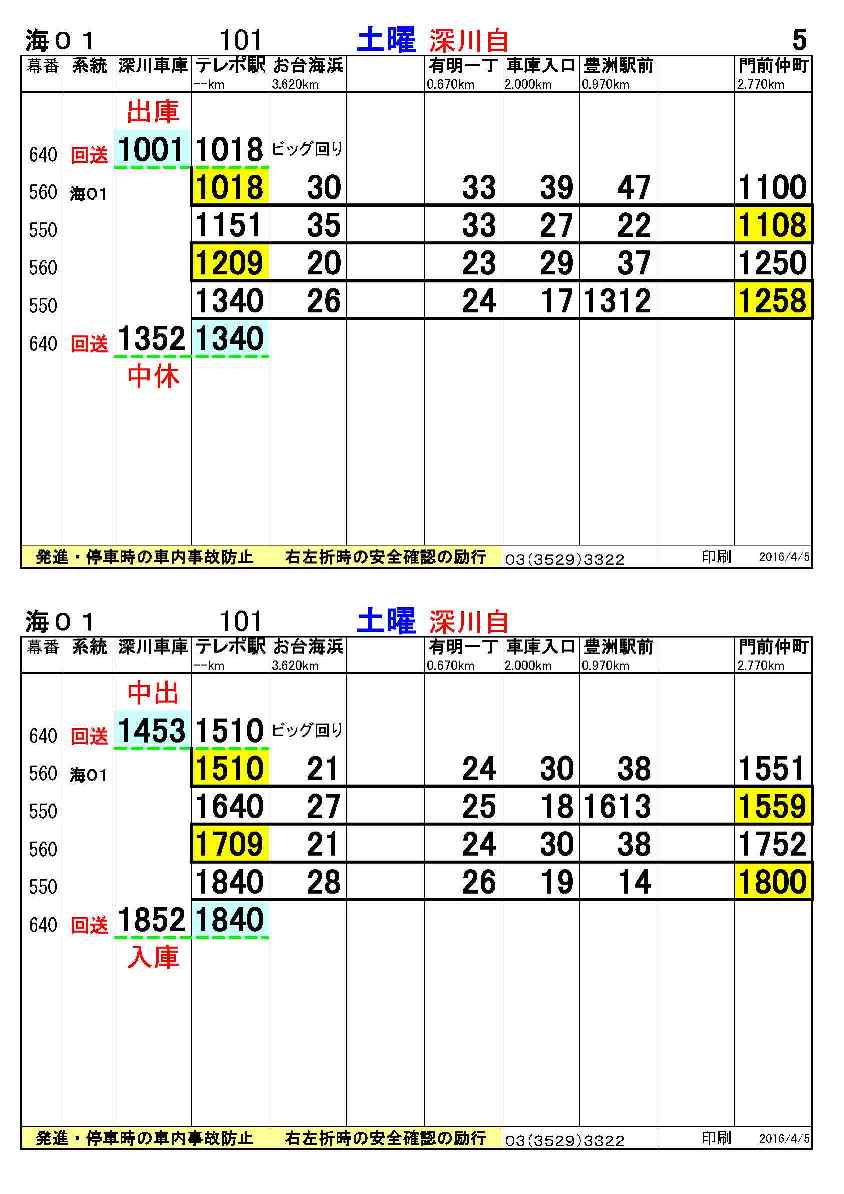 海０１ 101 土曜 深川自 5
幕番 系統 深川車庫 テレポ駅 お台海浜 有明一丁 車庫入口 豊洲駅前 門前仲町
--km 3.620km 0.670km 2.000km 0.970km 2.770km
出庫
640 回送 1001 1018 ビッグ回り
560 海01 1018 30 33 39 47 1100
550 1151 35 33 27 22 1108
560 1209 20 23 29 37 1250
550 1340 26 24 17 1312 1258
640 回送 1352 1340
中休
発進・停車時の車内事故防止 右左折時の安全確認の励行 03(3529)3322 印刷 2016/4/5
海０１ 101 土曜 深川自
幕番 系統 深川車庫 テレポ駅 お台海浜 有明一丁 車庫入口 豊洲駅前 門前仲町
--km 3.620km 0.670km 2.000km 0.970km 2.770km
中出
640 回送 1453 1510 ビッグ回り
560 海01 1510 21 24 30 38 1551
550 1640 27 25 18 1613 1559
560 1709 21 24 30 38 1752
550 1840 28 26 19 14 1800
640 回送 1852 1840
入庫
発進・停車時の車内事故防止 右左折時の安全確認の励行 03(3529)3322 印刷 2016/4/5